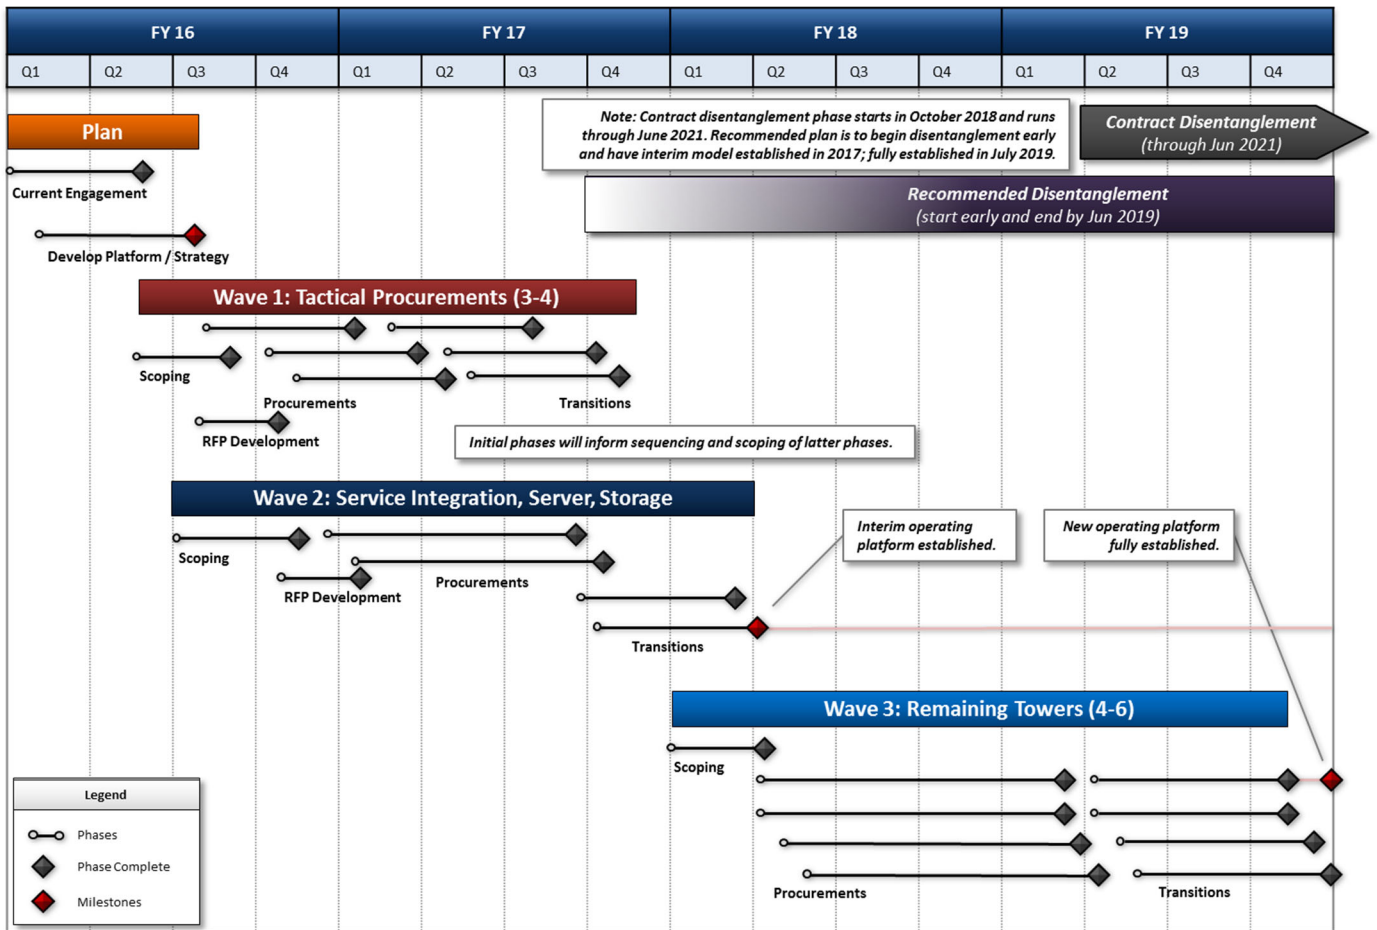 FY 16
FY 17
FY 18
FY 19
Q1
Q2
Q3
Q4
Q1
Q2
Q3
Q4
Q1
Q2
Q3
Q4
Q1
Q2
Q3
Q4
Plan
Note: Contract disentanglement phase starts in October 2018 and runs
through June 2021. Recommended plan is to begin disentanglement early
and have interim model established in 2017; fully established in July 2019.
Contract Disentanglement
(through Jun 2021)
Current Engagement
Recommended Disentanglement
(start early and end by Jun 2019)
Develop Platform / Strategy
Wave 1: Tactical Procurements (3-4)
Scoping
Procurements
Transitions
RFP Development
Initial phases will inform sequencing and scoping of latter phases.
Wave 2: Service Integration, Server, Storage
Interim operating
platform established.
New operating platform
fully established.
Scoping
Procurements
RFP Development
Transitions
Wave 3: Remaining Towers (4-6)
Scoping
Procurements
Transitions
Legend
Phases
Phase Complete
Milestones